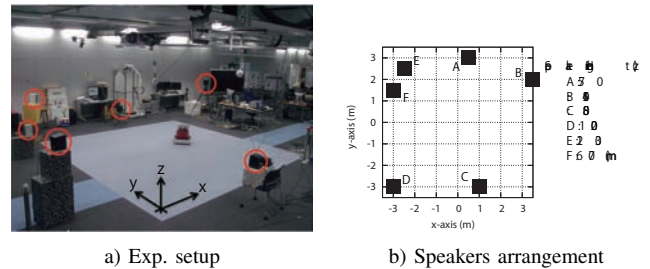 y
z
x
3
2
1
0
-1
-2
-3
y-axis (m)
-3 -2 -1 0 1 2 3
x-axis (m)
A
B
C
D
E
F
a) Exp. setup
b) Speakers arrangement